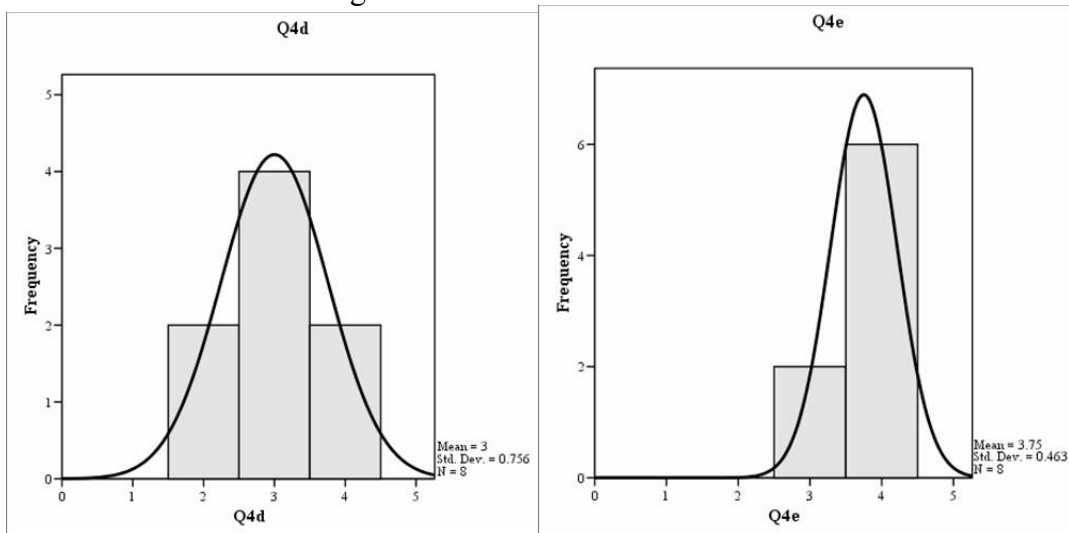 g
Q4d
Frequency
5
4
3
2
1
0
0 1 2 3 4 5
Q4d
Mean = 3
Std. Dev. = 0.756
N = 8
Q4e
Frequency
6
4
2
0
0 1 2 3 4 5
Q4e
Mean = 3.75
Std. Dev. = 0.463
N = 8